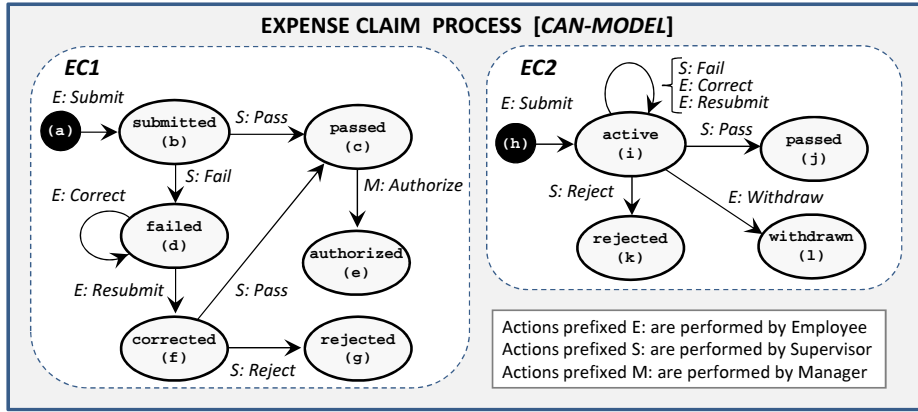 EXPENSE CLAIM PROCESS [CAN-MODEL]
EC1
E: Submit
(a)
submitted
(b)
S: Pass
passed
(c)
S: Fail
M: Authorize
E: Correct
failed
(d)
authorized
(e)
E: Resubmit
S: Pass
corrected
(f)
S: Reject
rejected
(g)
EC2
S: Fail
E: Correct
E: Resubmit
E: Submit
(h)
active
(i)
S: Pass
passed
(j)
S: Reject
E: Withdraw
rejected
(k)
withdrawn
(l)
Actions prefixed E: are performed by Employee
Actions prefixed S: are performed by Supervisor
Actions prefixed M: are performed by Manager